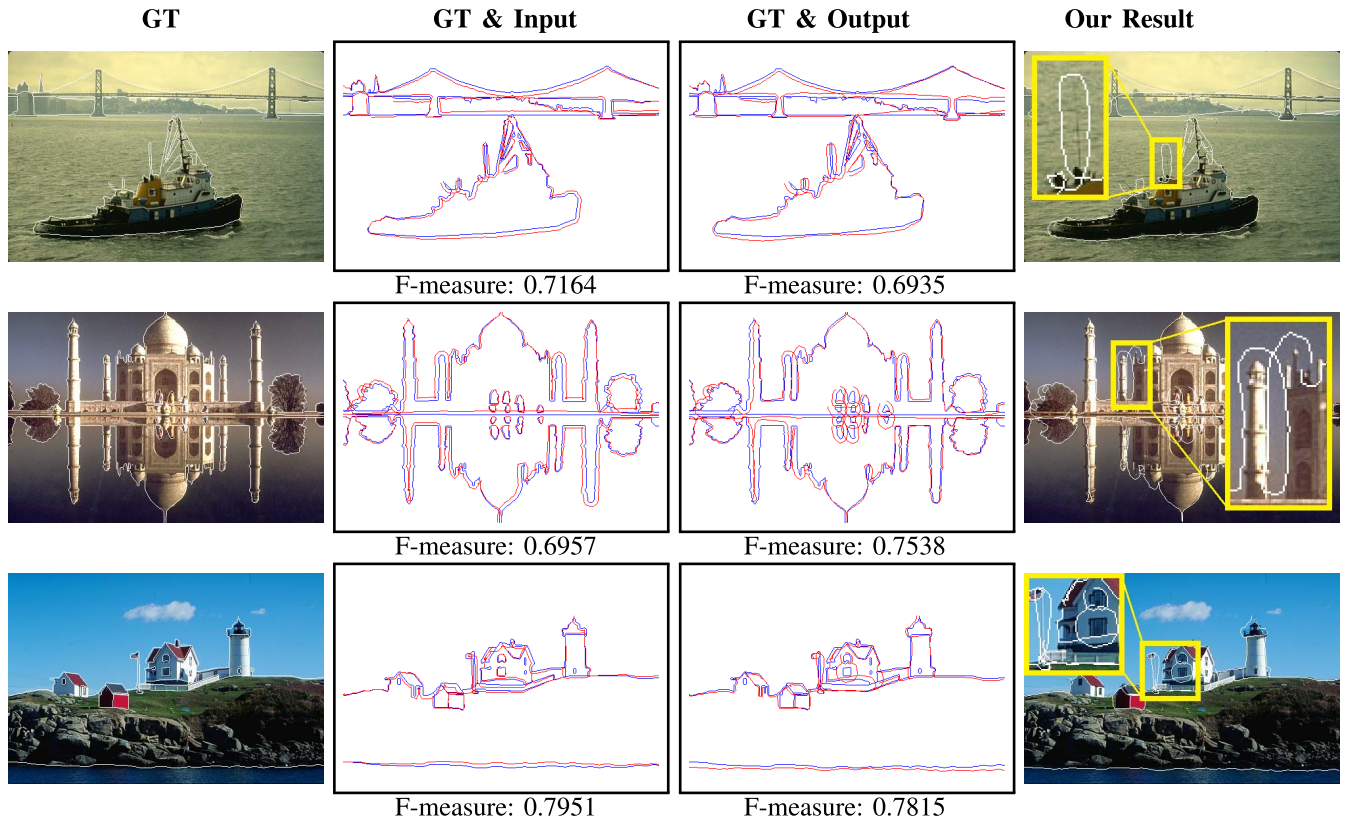 GT GT & Input GT & Output Our Result
F-measure: 0.7164 F-measure: 0.6935
F-measure: 0.6957 F-measure: 0.7538
F-measure: 0.7951 F-measure: 0.7815